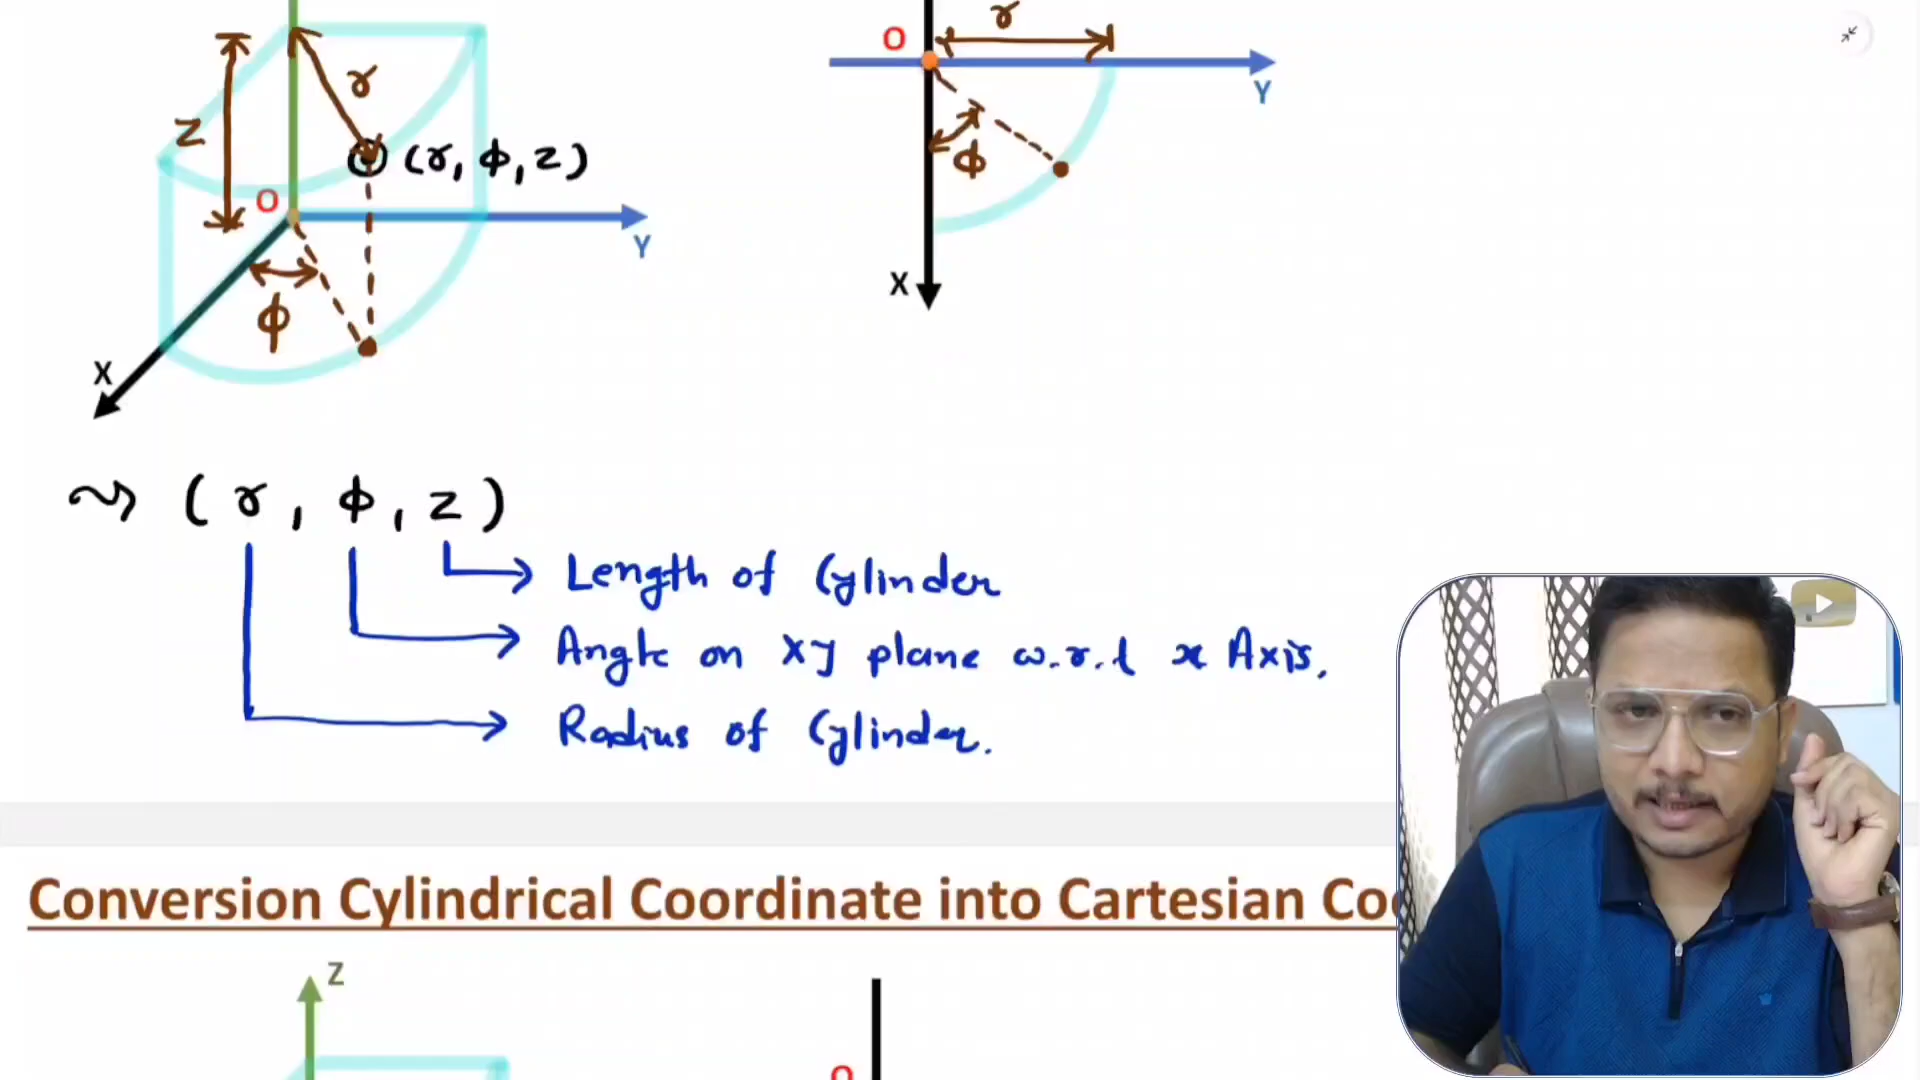 r
O
Y
Z
r
(r, ϕ, z)
ϕ
O
Y
X
ϕ
X
⇝ (r, ϕ, z)
Length of Cylinder
Angle on xy plane w.r.t x Axis.
Radius of Cylinder.
Conversion Cylindrical Coordinate into Cartesian Co
Z
O